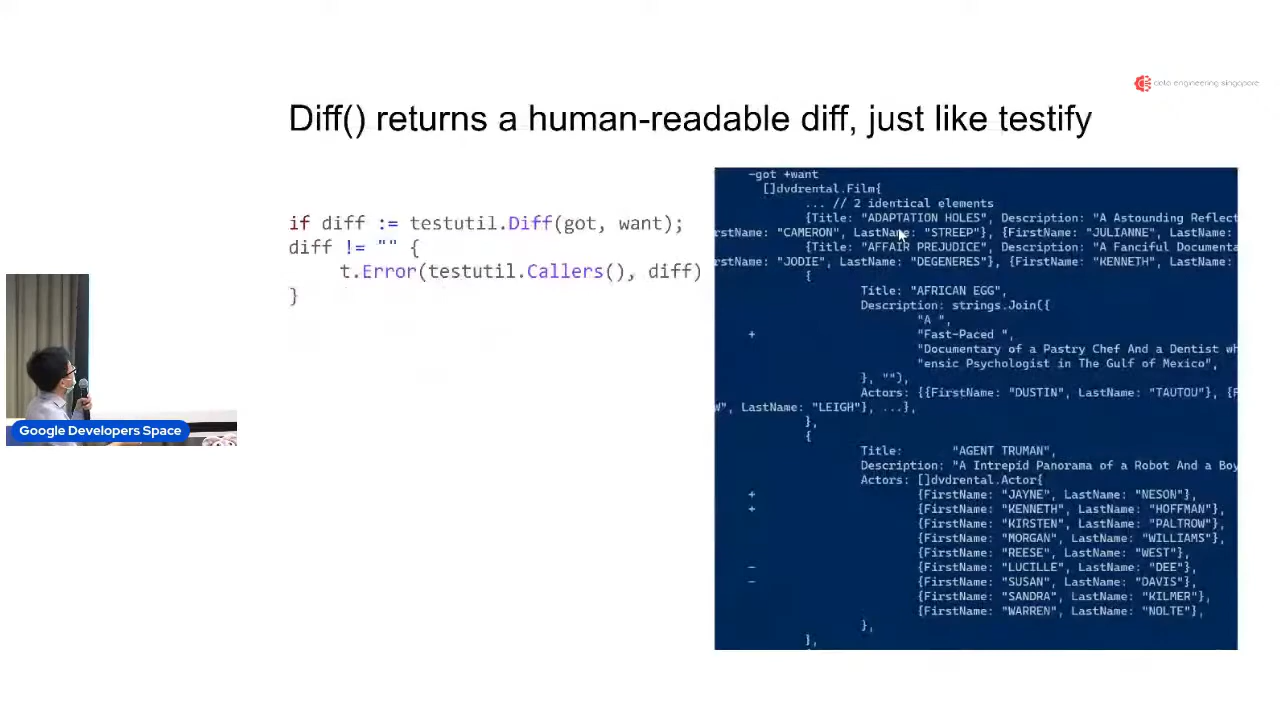 data engineering singapore
Diff() returns a human-readable diff, just like testify
if diff := testutil.Diff(got, want);
diff != "" {
t.Error(testutil.Callers(), diff)
}
-got +want
[]dvdrental.Film{
... // 2 identical elements
{Title: "ADAPTATION HOLES", Description: "A Astounding Reflect
rstName: "CAMERON", LastName: "STREEP"}, {FirstName: "JULIANNE", LastName:
{Title: "AFFAIR PREJUDICE", Description: "A Fanciful Documenta
rstName: "JODIE", LastName: "DEGENERES"}, {FirstName: "KENNETH", LastName:
{
Title: "AFRICAN EGG",
Description: strings.Join({
"A ",
+ "Fast-Paced ",
"Documentary of a Pastry Chef And a Dentist wh
"ensic Psychologist in The Gulf of Mexico",
}, ""),
Actors: {{FirstName: "DUSTIN", LastName: "TAUTOU"}, {F
W", LastName: "LEIGH"}, ...},
},
{
Title: "AGENT TRUMAN",
Description: "A Intrepid Panorama of a Robot And a Boy
Actors: []dvdrental.Actor{
+ {FirstName: "JAYNE", LastName: "NESON"},
+ {FirstName: "KENNETH", LastName: "HOFFMAN"},
{FirstName: "KIRSTEN", LastName: "PALTROW"},
{FirstName: "MORGAN", LastName: "WILLIAMS"},
{FirstName: "REESE", LastName: "WEST"},
- {FirstName: "LUCILLE", LastName: "DEE"},
- {FirstName: "SUSAN", LastName: "DAVIS"},
{FirstName: "SANDRA", LastName: "KILMER"},
{FirstName: "WARREN", LastName: "NOLTE"},
},
},
Google Developers Space